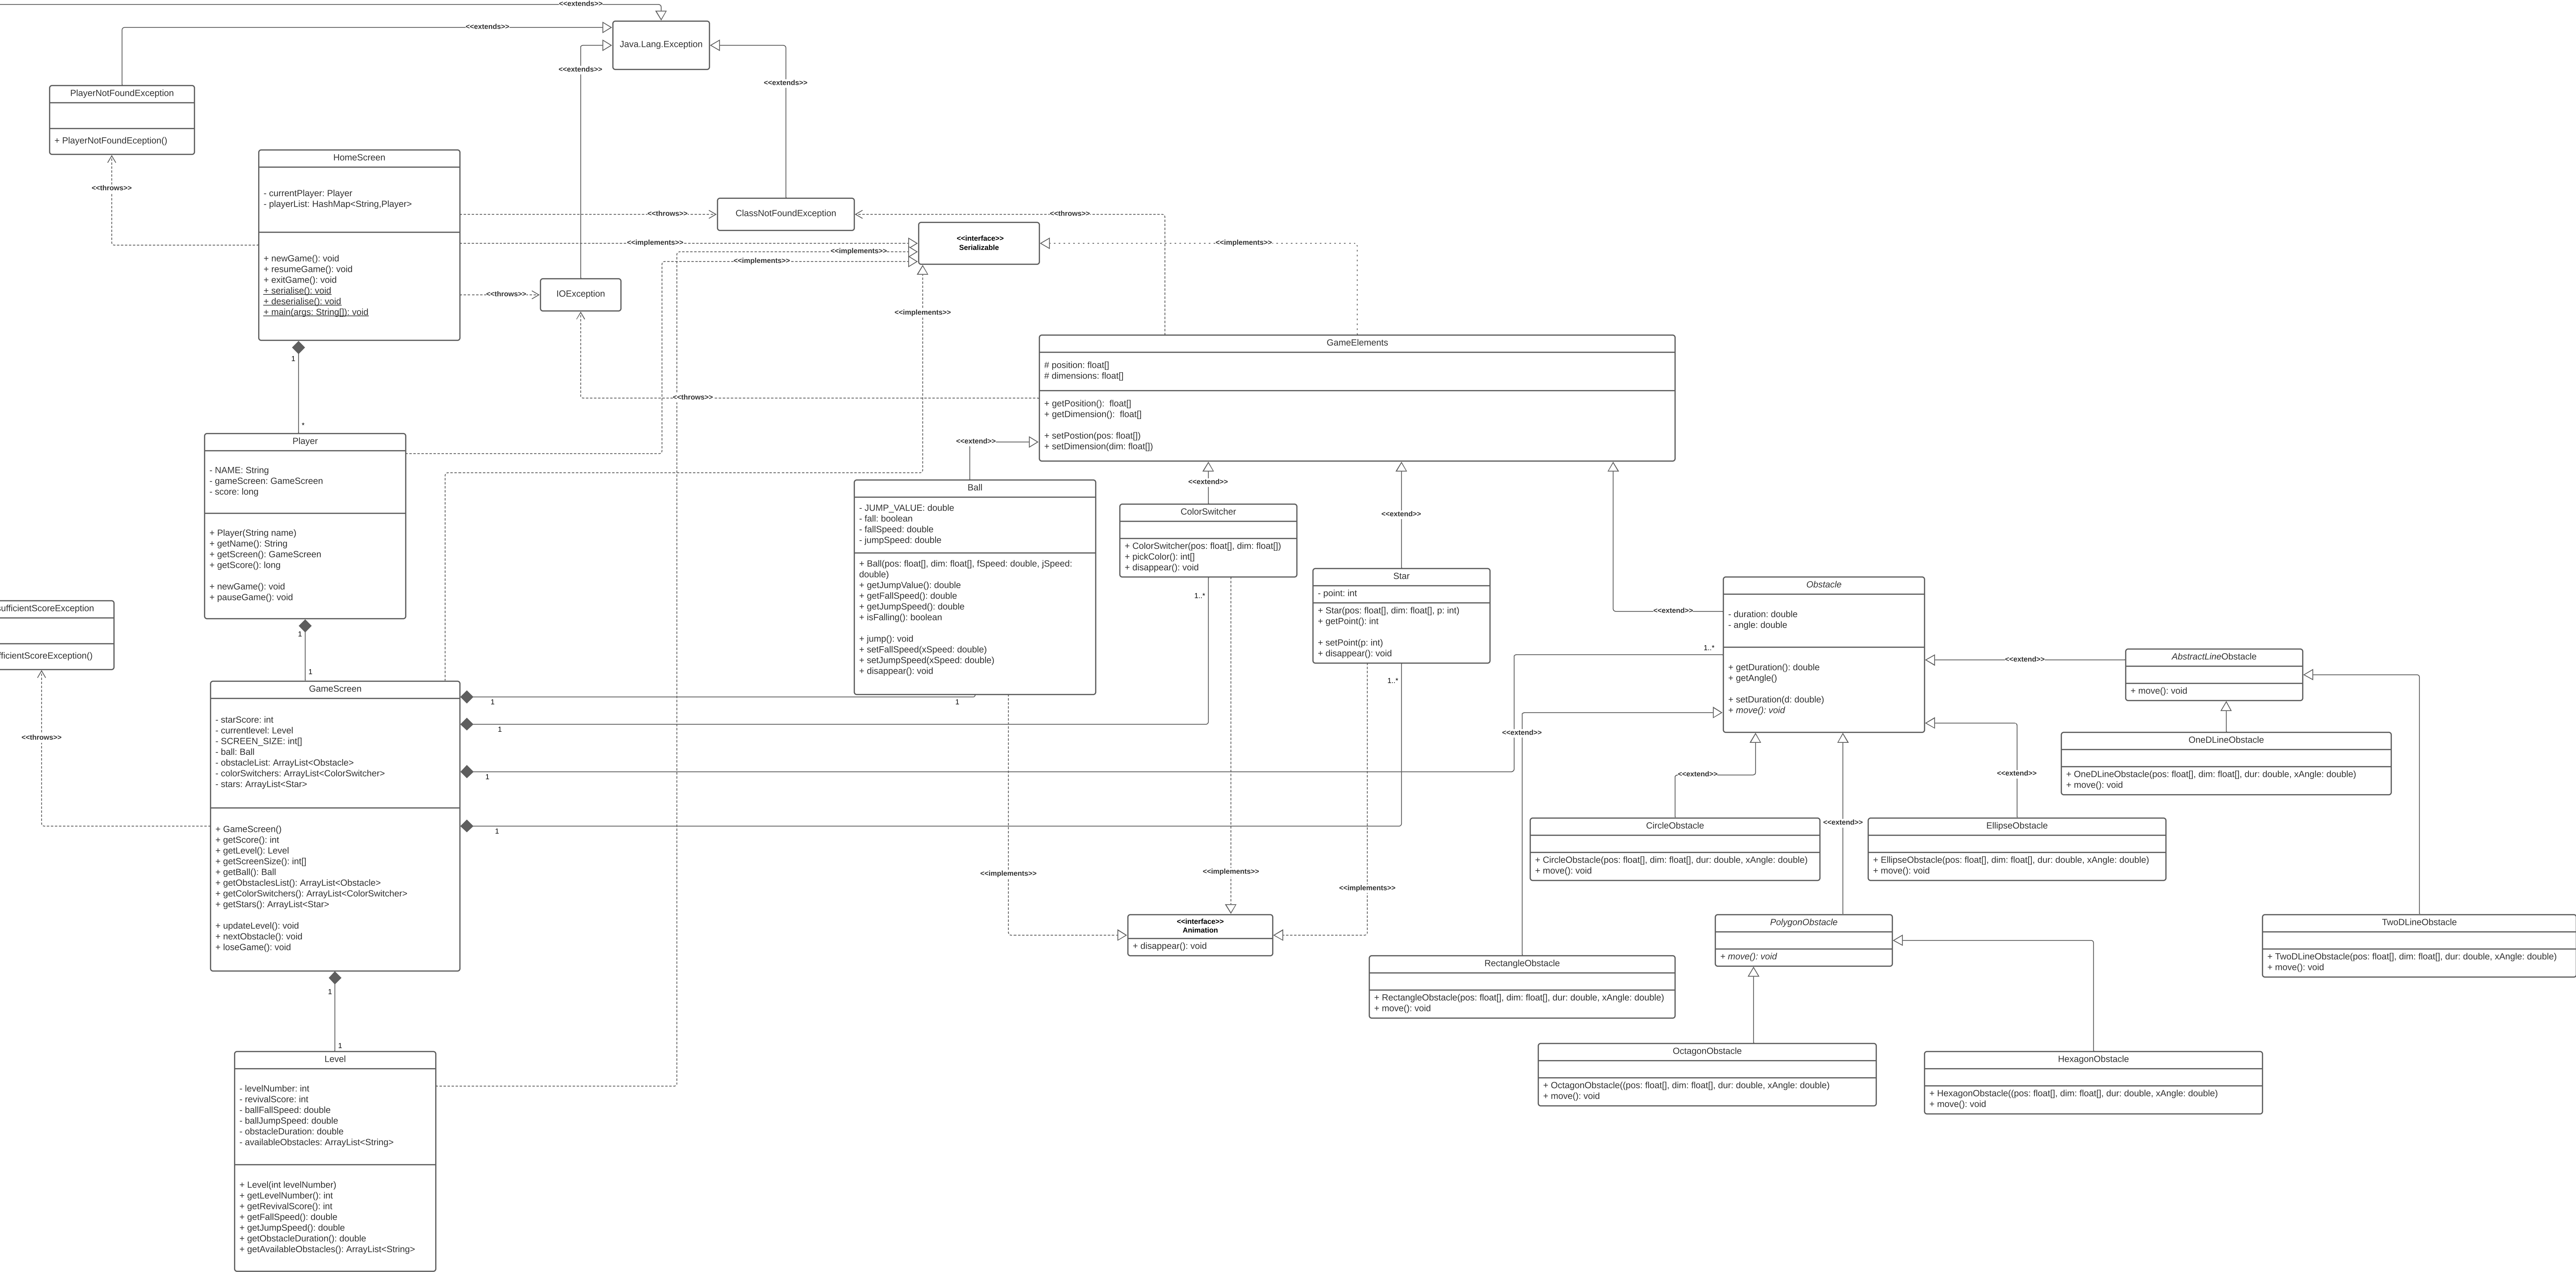 <<extends>>
<<extends>>
Java.Lang.Exception
<<extends>>
<<extends>>
PlayerNotFoundException
+ PlayerNotFoundEception()
<<throws>>
HomeScreen
- currentPlayer: Player
- playerList: HashMap<String,Player>
+ newGame(): void
+ resumeGame(): void
+ exitGame(): void
+ serialise(): void
+ deserialise(): void
+ main(args: String[]): void
<<throws>>
ClassNotFoundException
<<throws>>
<<implements>>
<<implements>>
<<implements>>
<<interface>>
Serializable
<<implements>>
<<throws>>
IOException
<<implements>>
GameElements
# position: float[]
# dimensions: float[]
+ getPosition():  float[]
+ getDimension():  float[]
+ setPostion(pos: float[])
+ setDimension(dim: float[])
<<throws>>
1
*
Player
- NAME: String
- gameScreen: GameScreen
- score: long
+ Player(String name)
+ getName(): String
+ getScreen(): GameScreen
+ getScore(): long
+ newGame(): void
+ pauseGame(): void
<<extend>>
Ball
- JUMP_VALUE: double
- fall: boolean
- fallSpeed: double
- jumpSpeed: double
+ Ball(pos: float[], dim: float[], fSpeed: double, jSpeed:
double)
+ getJumpValue(): double
+ getFallSpeed(): double
+ getJumpSpeed(): double
+ isFalling(): boolean
+ jump(): void
+ setFallSpeed(xSpeed: double)
+ setJumpSpeed(xSpeed: double)
+ disappear(): void
<<extend>>
ColorSwitcher
+ ColorSwitcher(pos: float[], dim: float[])
+ pickColor(): int[]
+ disappear(): void
1..*
<<extend>>
Star
- point: int
+ Star(pos: float[], dim: float[], p: int)
+ getPoint(): int
+ setPoint(p: int)
+ disappear(): void
1..*
<<extend>>
Obstacle
- duration: double
- angle: double
+ getDuration(): double
+ getAngle()
+ setDuration(d: double)
+ move(): void
1..*
<<extend>>
AbstractLineObstacle
+ move(): void
OneDLineObstacle
+ OneDLineObstacle(pos: float[], dim: float[], dur: double, xAngle: double)
+ move(): void
ufficientScoreException
fficientScoreException()
<<throws>>
1
1
GameScreen
- starScore: int
- currentlevel: Level
- SCREEN_SIZE: int[]
- ball: Ball
- obstacleList: ArrayList<Obstacle>
- colorSwitchers: ArrayList<ColorSwitcher>
- stars: ArrayList<Star>
+ GameScreen()
+ getScore(): int
+ getLevel(): Level
+ getScreenSize(): int[]
+ getBall(): Ball
+ getObstaclesList(): ArrayList<Obstacle>
+ getColorSwitchers(): ArrayList<ColorSwitcher>
+ getStars(): ArrayList<Star>
+ updateLevel(): void
+ nextObstacle(): void
+ loseGame(): void
1
1
1
1
1
<<extend>>
<<extend>>
<<extend>>
<<extend>>
CircleObstacle
+ CircleObstacle(pos: float[], dim: float[], dur: double, xAngle: double)
+ move(): void
EllipseObstacle
+ EllipseObstacle(pos: float[], dim: float[], dur: double, xAngle: double)
+ move(): void
<<implements>>
<<implements>>
<<implements>>
<<interface>>
Animation
+ disappear(): void
PolygonObstacle
+ move(): void
TwoDLineObstacle
+ TwoDLineObstacle(pos: float[], dim: float[], dur: double, xAngle: double)
+ move(): void
RectangleObstacle
+ RectangleObstacle(pos: float[], dim: float[], dur: double, xAngle: double)
+ move(): void
OctagonObstacle
+ OctagonObstacle((pos: float[], dim: float[], dur: double, xAngle: double)
+ move(): void
HexagonObstacle
+ HexagonObstacle((pos: float[], dim: float[], dur: double, xAngle: double)
+ move(): void
1
1
Level
- levelNumber: int
- revivalScore: int
- ballFallSpeed: double
- ballJumpSpeed: double
- obstacleDuration: double
- availableObstacles: ArrayList<String>
+ Level(int levelNumber)
+ getLevelNumber(): int
+ getRevivalScore(): int
+ getFallSpeed(): double
+ getJumpSpeed(): double
+ getObstacleDuration(): double
+ getAvailableObstacles(): ArrayList<String>